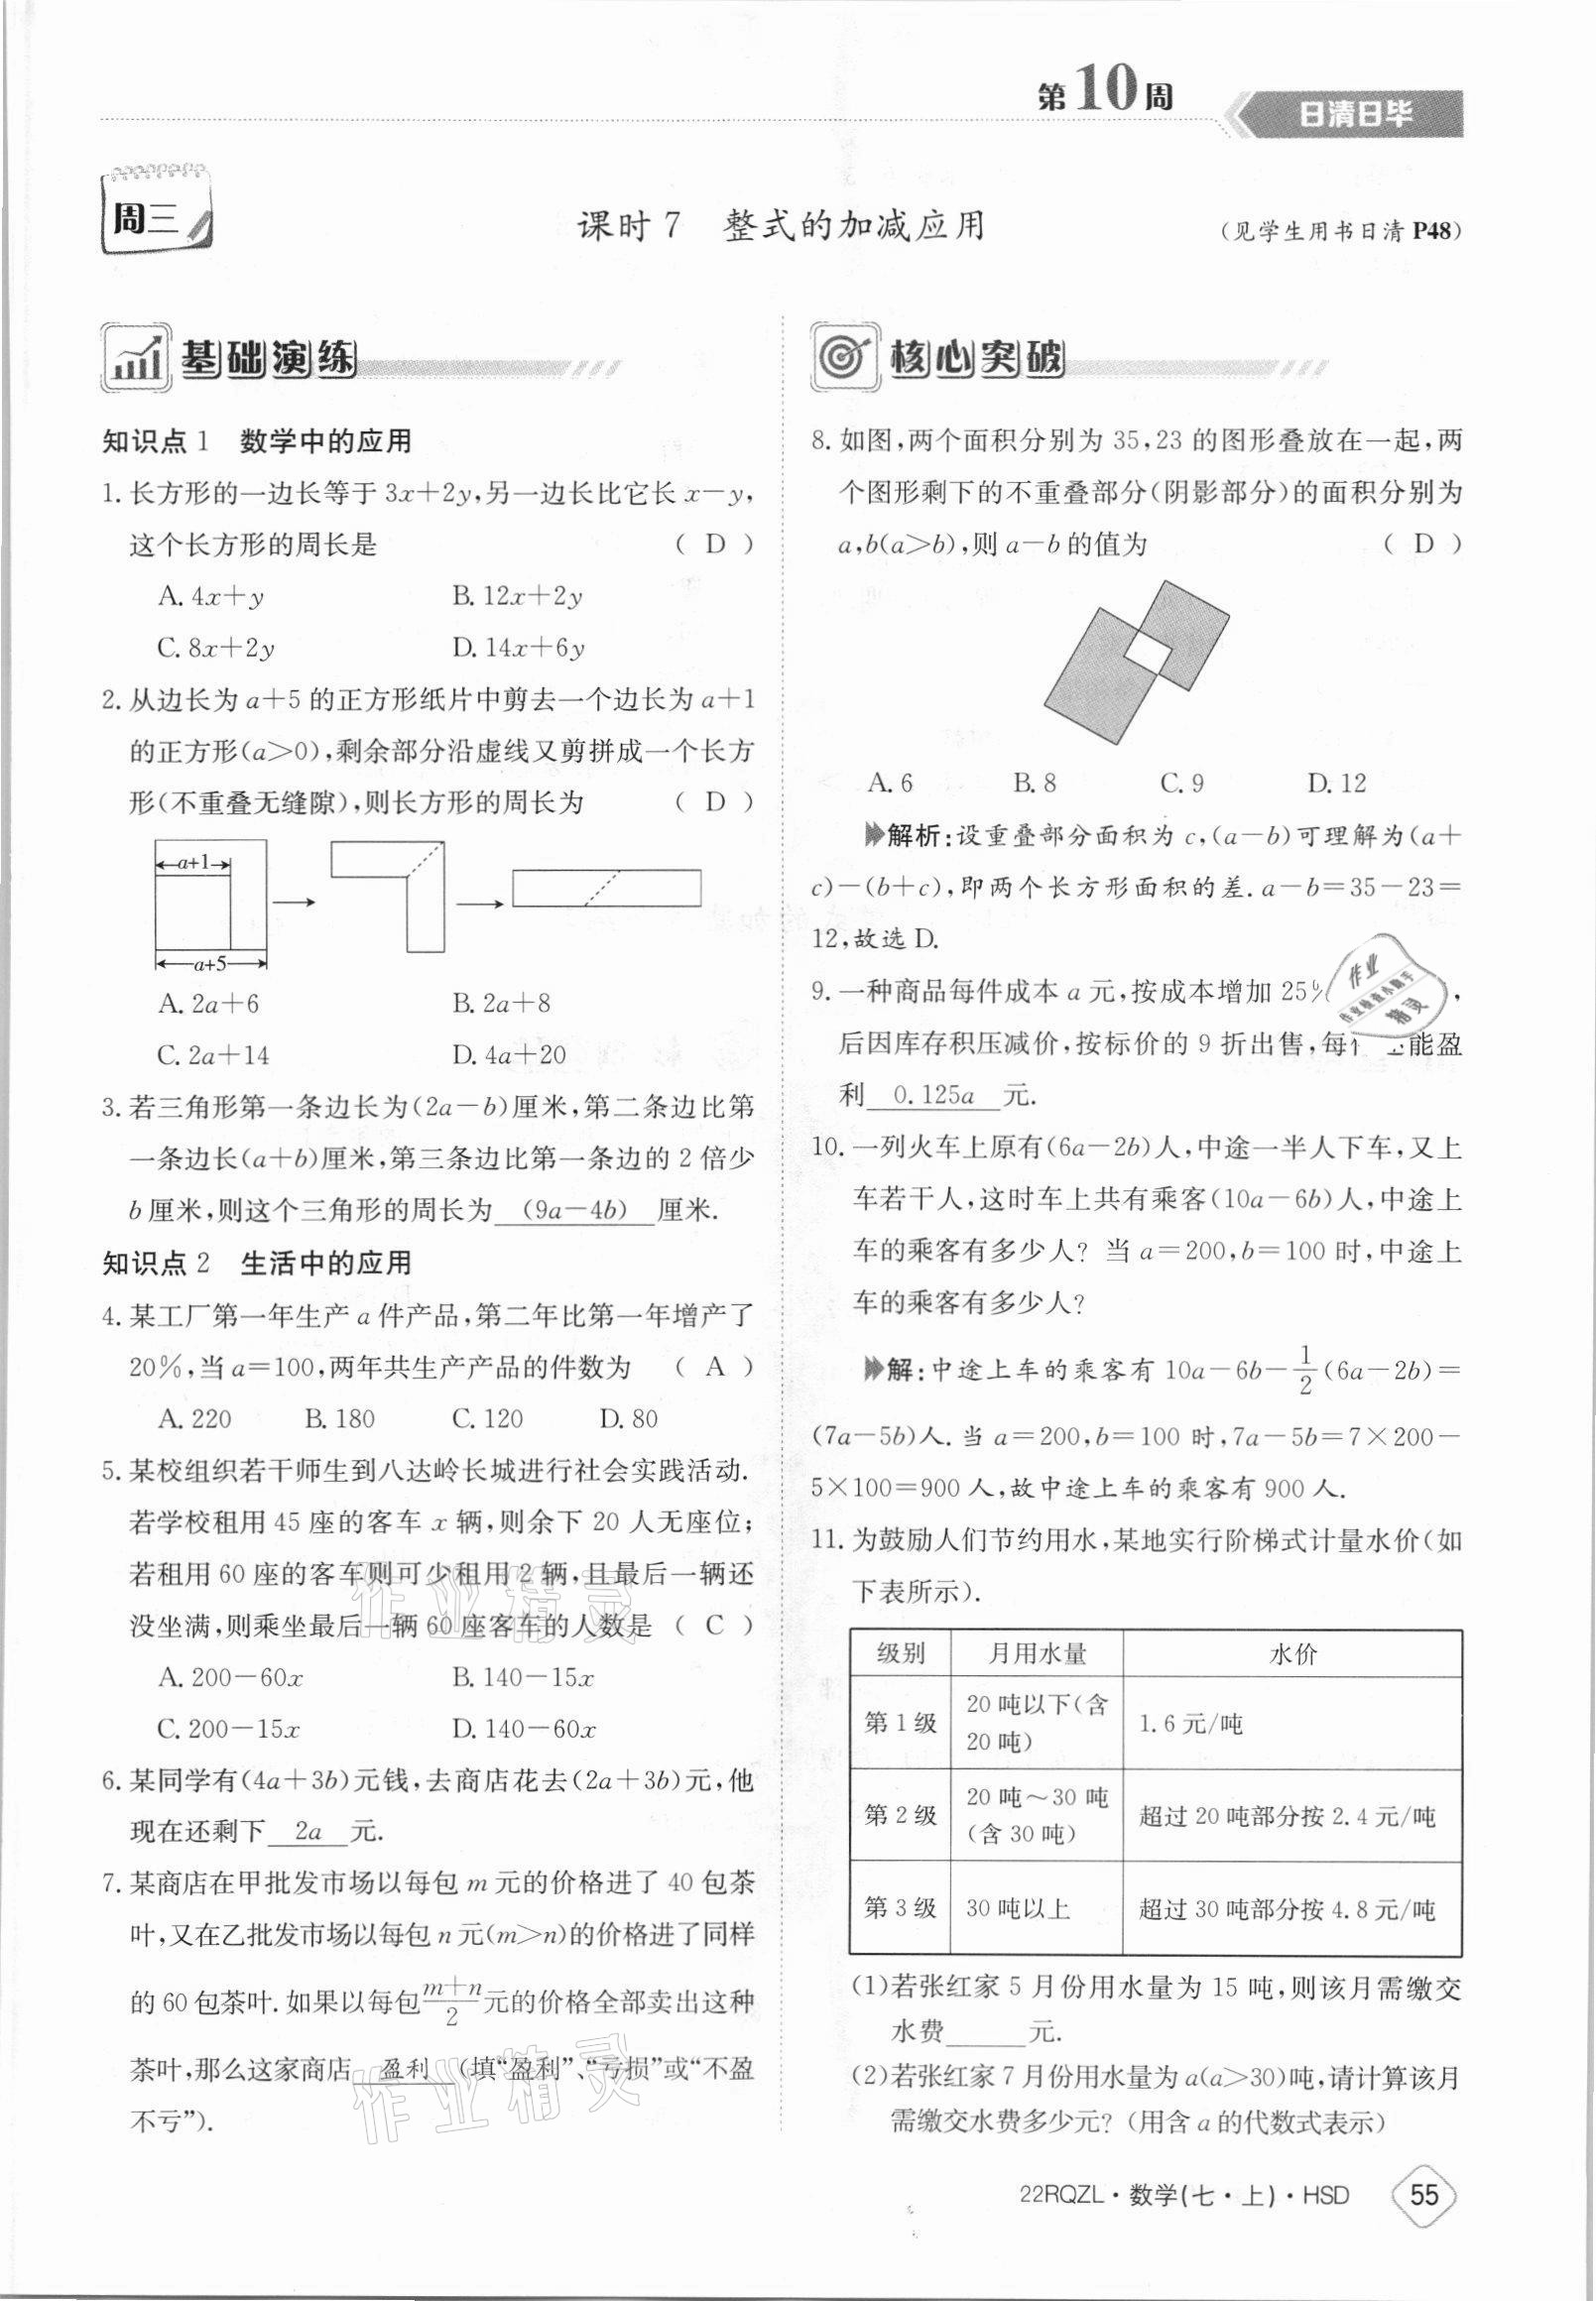 第10周
日清日毕
周三
课时 7 整式的加减应用
(见学生用书日清 P48)
基础演练
知识点 1 数学中的应用
1. 长方形的一边长等于 3x+2y,另一边长比它长 x-y,
这个长方形的周长是 ( D )
A. 4x+y B. 12x+2y
C. 8x+2y D. 14x+6y
2. 从边长为 a+5 的正方形纸片中剪去一个边长为 a+1
的正方形(a>0),剩余部分沿虚线又剪拼成一个长方
形(不重叠无缝隙),则长方形的周长为 ( D )
a+1
a+5
A. 2a+6 B. 2a+8
C. 2a+14 D. 4a+20
3. 若三角形第一条边长为(2a-b)厘米,第二条边比第
一条边长(a+b)厘米,第三条边比第一条边的 2 倍少
b厘米,则这个三角形的周长为 (9a-4b) 厘米.
知识点 2 生活中的应用
4. 某工厂第一年生产 a 件产品,第二年比第一年增产了
20%,当 a=100,两年共生产产品的件数为 ( A )
A. 220 B. 180 C. 120 D. 80
5. 某校组织若干师生到八达岭长城进行社会实践活动.
若学校租用 45 座的客车 x 辆,则余下 20 人无座位;
若租用 60 座的客车则可少租用 2 辆,且最后一辆还
没坐满,则乘坐最后一辆 60 座客车的人数是 ( C )
A. 200-60x B. 140-15x
C. 200-15x D. 140-60x
6. 某同学有(4a+3b)元钱,去商店花去(2a+3b)元,他
现在还剩下 2a 元.
7. 某商店在甲批发市场以每包 m 元的价格进了 40 包茶
叶,又在乙批发市场以每包 n 元(m>n)的价格进了同样
的 60 包茶叶.如果以每包(m+n)/2元的价格全部卖出这种
茶叶,那么这家商店 盈利 (填“盈利”、“亏损”或“不盈
不亏”).
核心突破
8. 如图,两个面积分别为 35,23 的图形叠放在一起,两
个图形剩下的不重叠部分(阴影部分)的面积分别为
a,b(a>b),则 a-b 的值为 ( D )
A. 6 B. 8 C. 9 D. 12
解析:设重叠部分面积为 c,(a-b)可理解为(a+
c)-(b+c),即两个长方形面积的差.a-b=35-23=
12,故选 D.
9. 一种商品每件成本 a 元,按成本增加 25%
后因库存积压减价,按标价的 9 折出售,每 能盈
利 0.125a 元.
10. 一列火车上原有(6a-2b)人,中途一半人下车,又上
车若干人,这时车上共有乘客(10a-6b)人,中途上
车的乘客有多少人? 当 a=200,b=100 时,中途上
车的乘客有多少人?
解:中途上车的乘客有 10a-6b-1/2(6a-2b)=
(7a-5b)人.当 a=200,b=100 时,7a-5b=7×200-
5×100=900 人,故中途上车的乘客有 900 人.
11. 为鼓励人们节约用水,某地实行阶梯式计量水价(如
下表所示).
级别 月用水量 水价
第 1 级 20 吨以下(含 20 吨) 1.6 元/吨
第 2 级 20 吨~30 吨(含 30 吨) 超过 20 吨部分按 2.4 元/吨
第 3 级 30 吨以上 超过 30 吨部分按 4.8 元/吨
(1)若张红家 5 月份用水量为 15 吨,则该月需缴交
水费____元.
(2)若张红家 7 月份用水量为 a(a>30)吨,请计算该月
需缴交水费多少元?(用含 a 的代数式表示)
作业精灵
作业精灵
作业
作业检查小助手
精灵
22RQZL·数学(七·上)·HSD
55